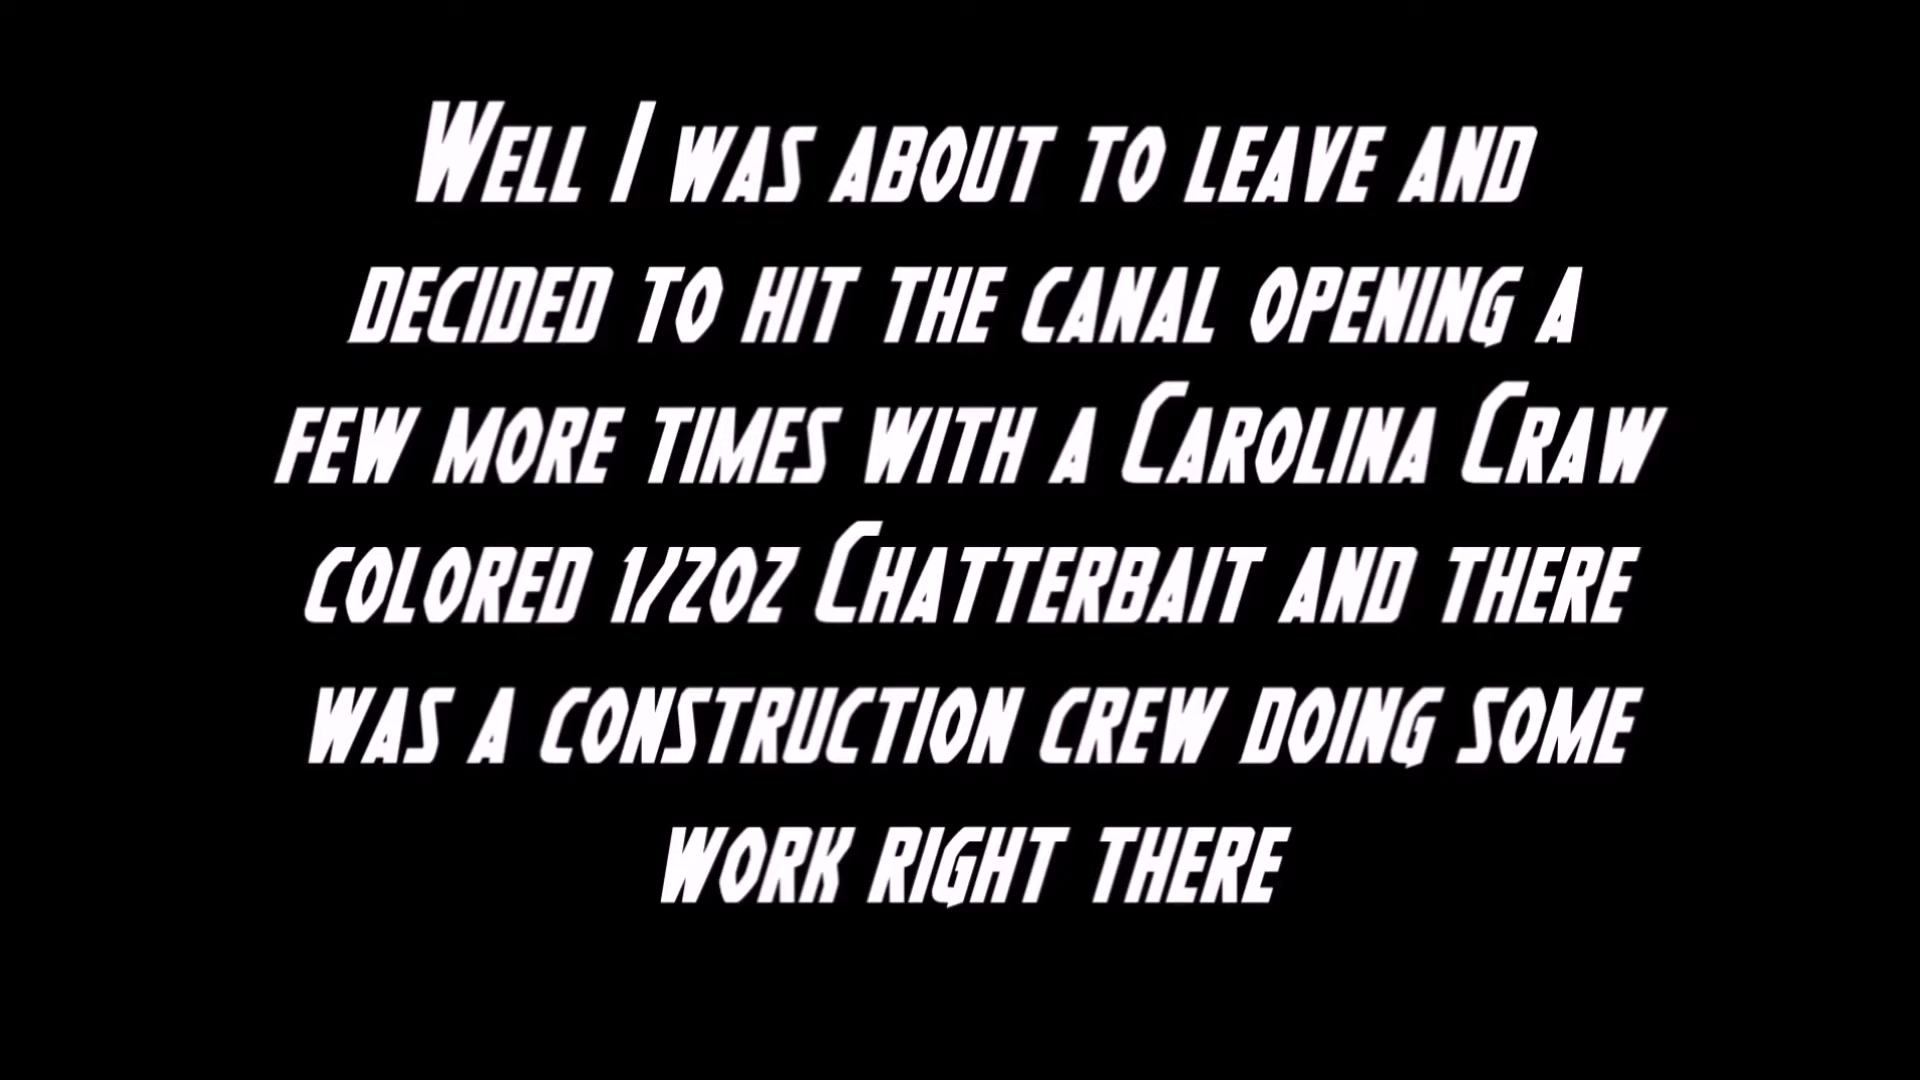 Well I was about to leave and
decided to hit the canal opening a
few more times with a Carolina Craw
colored 1/2oz Chatterbait and there
was a construction crew doing some
work right there